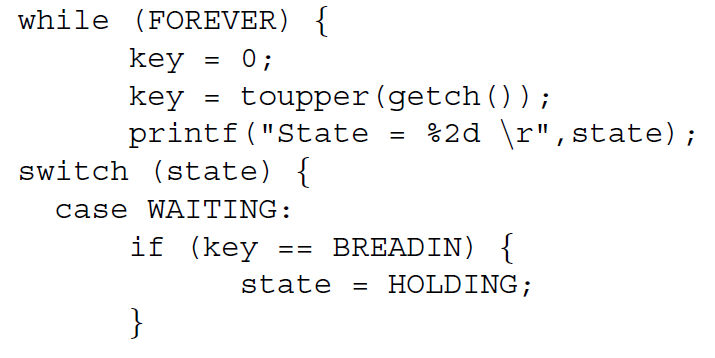 while (FOREVER) {
key = 0;
key = toupper(getch());
printf("State = %2d \r",state);
switch (state) {
case WAITING:
if (key == BREADIN) {
state = HOLDING;
}